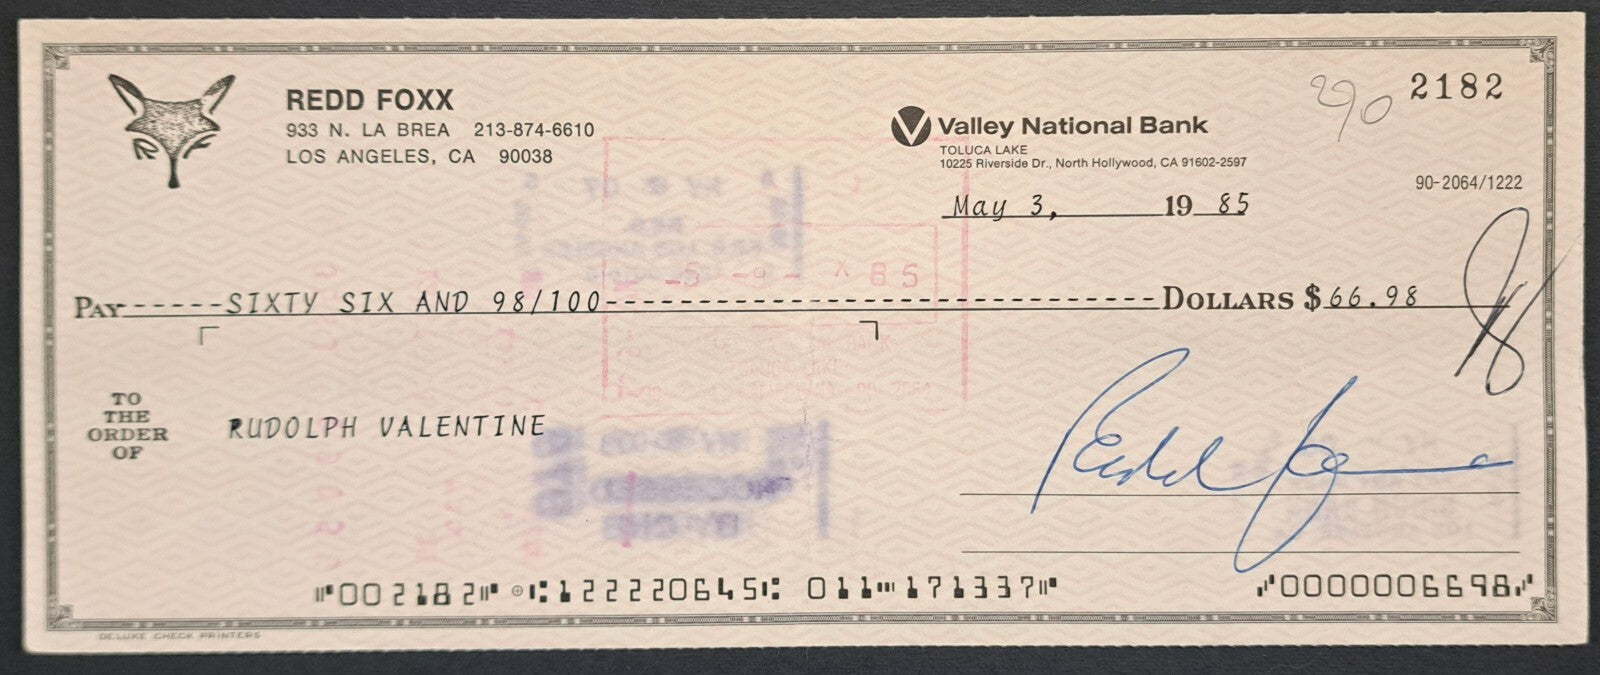 REDD FOXX
933 N. LA BREA 213-874-6610
LOS ANGELES, CA 90038
2182
Valley National Bank
TOLUCA LAKE
10225 Riverside Dr., North Hollywood, CA 91602-2597
90-2064/1222
May 3, 19 85
PAY-----SIXTY SIX AND 98/100------------------------------DOLLARS $66.98
TO
THE
ORDER
OF
RUDOLPH VALENTINE
Redd Foxx
⑈002182⑈ ⑆122220645⑆ 011⑉171337⑈ ⑇0000006698⑇
DELUXE CHECK PRINTERS